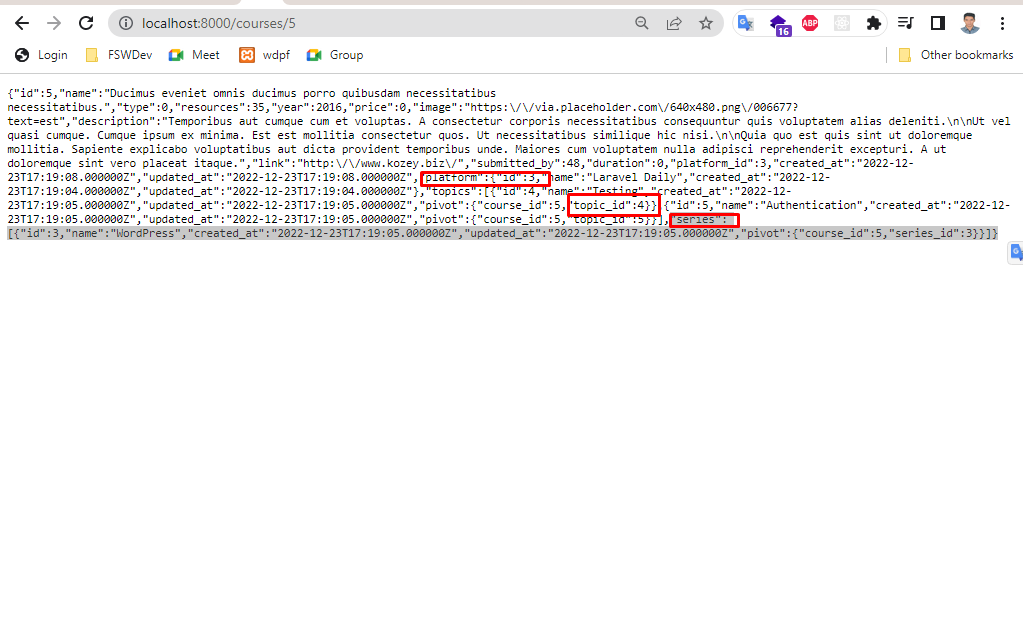 localhost:8000/courses/5
16
ABP
Login
FSWDev
Meet
wdpf
Group
Other bookmarks
{"id":5,"name":"Ducimus eveniet omnis ducimus porro quibusdam necessitatibus
necessitatibus.","type":0,"resources":35,"year":2016,"price":0,"image":"https:\/\/via.placeholder.com\/640x480.png\/006677?
text=est","description":"Temporibus aut cumque cum et voluptas. A consectetur corporis necessitatibus consequuntur quis voluptatem alias deleniti.\n\nUt vel
quasi cumque. Cumque ipsum ex minima. Est est mollitia consectetur quos. Ut necessitatibus similique hic nisi.\n\nQuia quo est quis sint ut doloremque
mollitia. Sapiente explicabo voluptatibus aut dicta provident temporibus unde. Maiores cum voluptatem nulla adipisci reprehenderit excepturi. A ut
doloremque sint vero placeat itaque.","link":"http:\/\/www.kozey.biz\/","submitted_by":48,"duration":0,"platform_id":3,"created_at":"2022-12-
23T17:19:08.000000Z","updated_at":"2022-12-23T17:19:08.000000Z","platform":{"id":3,"name":"Laravel Daily","created_at":"2022-12-
23T17:19:04.000000Z","updated_at":"2022-12-23T17:19:04.000000Z"},"topics":[{"id":4,"name":"Testing","created_at":"2022-12-
23T17:19:05.000000Z","updated_at":"2022-12-23T17:19:05.000000Z","pivot":{"course_id":5,"topic_id":4}},{"id":5,"name":"Authentication","created_at":"2022-12-
23T17:19:05.000000Z","updated_at":"2022-12-23T17:19:05.000000Z","pivot":{"course_id":5,"topic_id":5}}],"series":
[{"id":3,"name":"WordPress","created_at":"2022-12-23T17:19:05.000000Z","updated_at":"2022-12-23T17:19:05.000000Z","pivot":{"course_id":5,"series_id":3}}]}